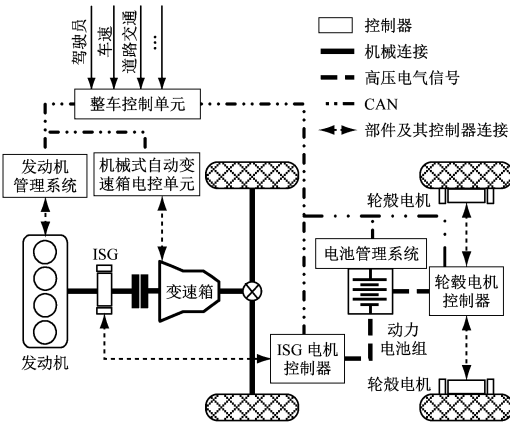 驾驶员
车速
道路交通
…
控制器
机械连接
高压电气信号
CAN
部件及其控制器连接
整车控制单元
发动机
管理系统
机械式自动变
速箱电控单元
轮毂电机
ISG
电池管理系统
变速箱
轮毂电机
控制器
动力
电池组
ISG 电机
控制器
发动机
轮毂电机